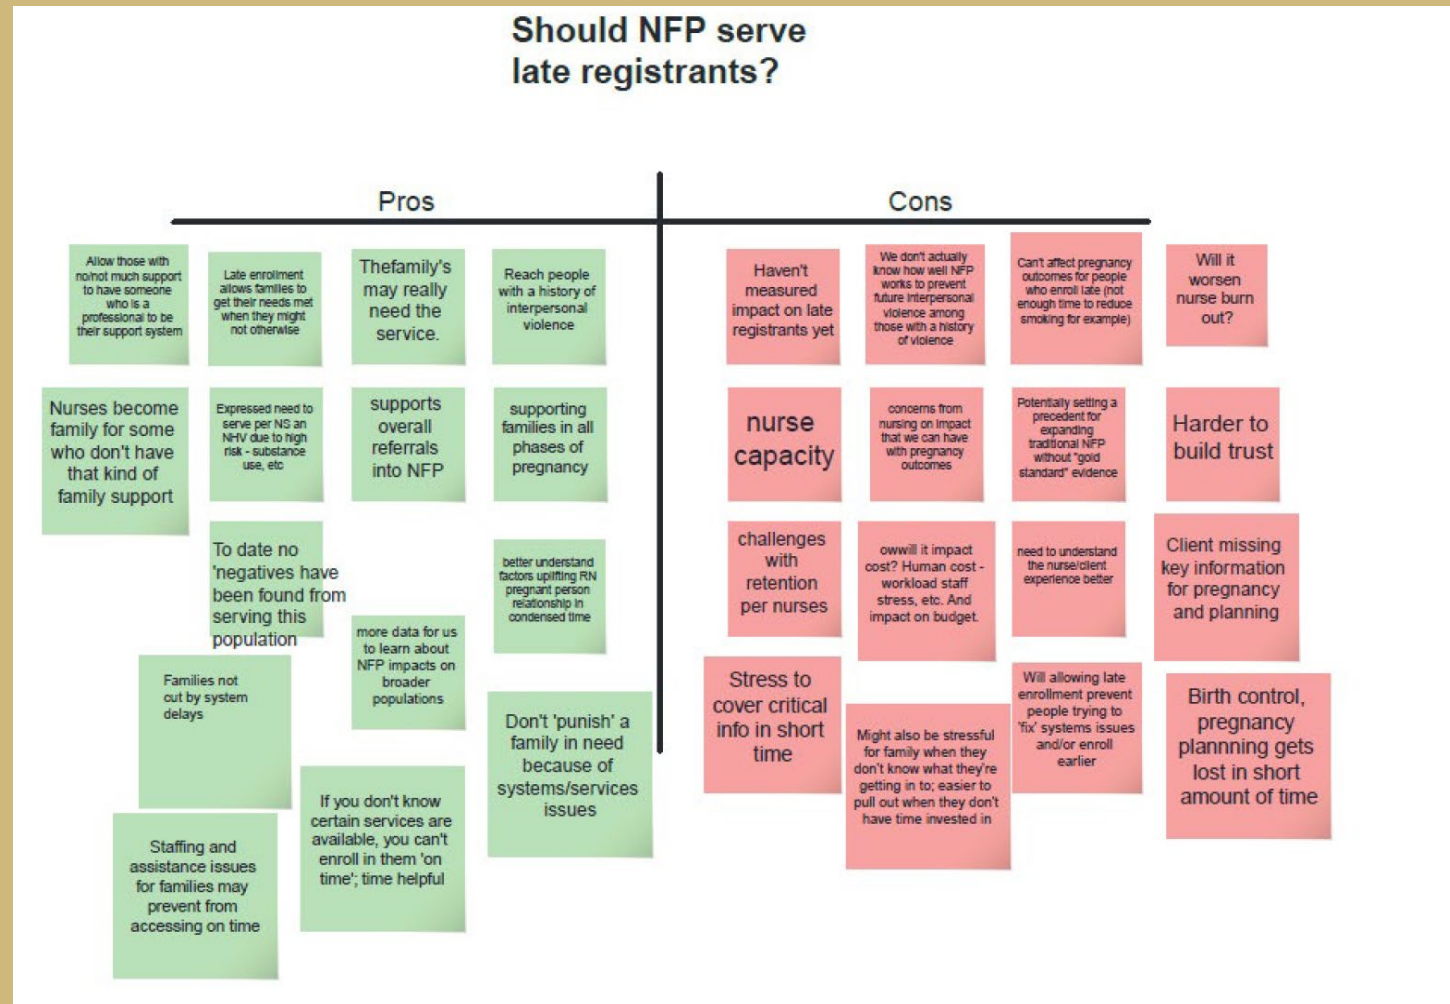 Should NFP serve
late registrants?
Pros
Cons
Allow those with
no/not much support
to have someone
who is a
professional to be
their support system
Late enrollment
allows families to
get their needs met
when they might
not otherwise
Thefamily's
may really
need the
service.
Reach people
with a history of
interpersonal
violence
Nurses become
family for some
who don't have
that kind of
family support
Expressed need to
serve per NS an
NHV due to high
risk - substance
use, etc
supports
overall
referrals
into NFP
supporting
families in all
phases of
pregnancy
To date no
'negatives have
been found from
serving this
population
more data for us
to learn about
NFP impacts on
broader
populations
better understand
factors uplifting RN
pregnant person
relationship in
condensed time
Families not
cut by system
delays
Don't 'punish' a
family in need
because of
systems/services
issues
If you don't know
certain services are
available, you can't
enroll in them 'on
time'; time helpful
Staffing and
assistance issues
for families may
prevent from
accessing on time
Haven't
measured
impact on late
registrants yet
We don't actually
know how well NFP
works to prevent
future interpersonal
violence among
those with a history
of violence
Can't affect pregnancy
outcomes for people
who enroll late (not
enough time to reduce
smoking for example)
Will it
worsen
nurse burn
out?
nurse
capacity
concerns from
nursing on impact
that we can have
with pregnancy
outcomes
Potentially setting a
precedent for
expanding
traditional NFP
without "gold
standard" evidence
Harder to
build trust
challenges
with
retention
per nurses
owwill it impact
cost? Human cost -
workload staff
stress, etc. And
impact on budget.
need to understand
the nurse/client
experience better
Client missing
key information
for pregnancy
and planning
Stress to
cover critical
info in short
time
Might also be stressful
for family when they
don't know what they're
getting in to; easier to
pull out when they don't
have time invested in
Will allowing late
enrollment prevent
people trying to
'fix' systems issues
and/or enroll
earlier
Birth control,
pregnancy
plannning gets
lost in short
amount of time